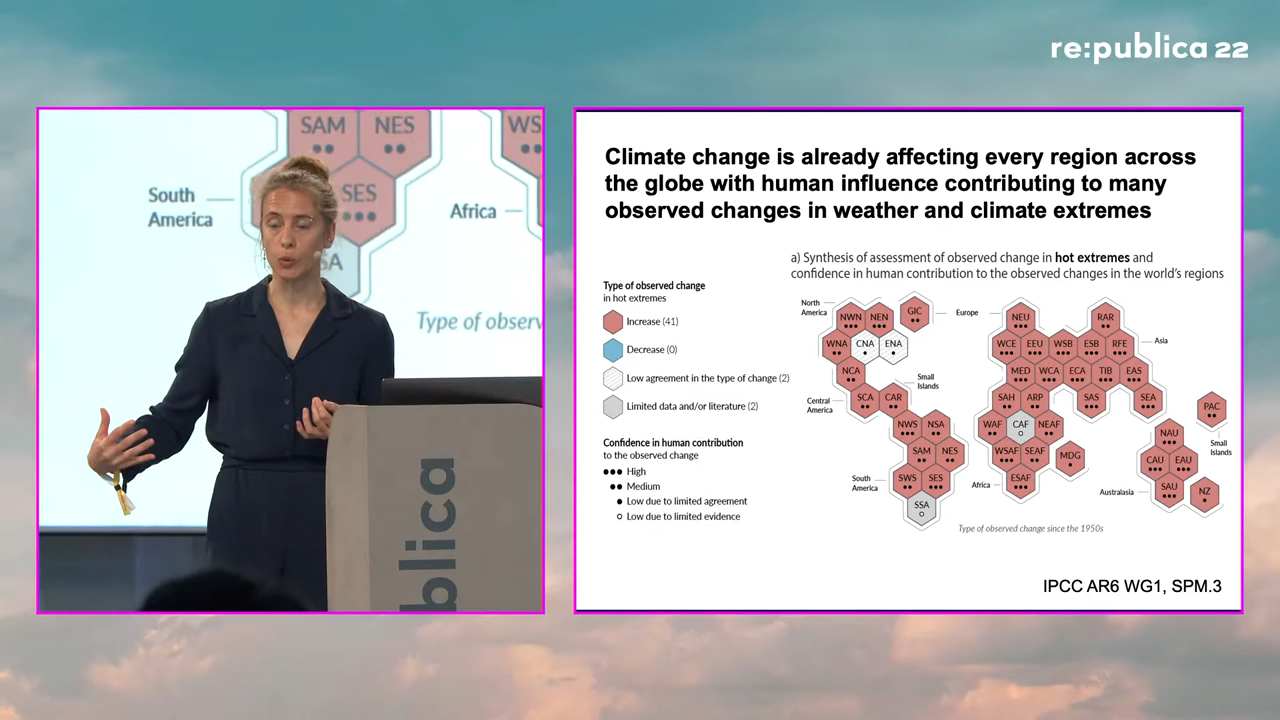 re:publica 22
SAM
NES
WS
South
America
SES
Africa
SA
Type of observ
blica
Climate change is already affecting every region across
the globe with human influence contributing to many
observed changes in weather and climate extremes
a) Synthesis of assessment of observed change in hot extremes and
confidence in human contribution to the observed changes in the world's regions
Type of observed change
in hot extremes
Increase (41)
Decrease (0)
Low agreement in the type of change (2)
Limited data and/or literature (2)
Confidence in human contribution
to the observed change
High
Medium
Low due to limited agreement
Low due to limited evidence
North
America
GIC
Europe
NWN
NEN
NEU
RAR
WNA
CNA
ENA
WCE
EEU
WSB
ESB
RFE
Asia
NCA
Small
Islands
MED
WCA
ECA
TIB
EAS
Central
America
SCA
CAR
SAH
ARP
SAS
SEA
PAC
NWS
NSA
WAF
CAF
NEAF
NAU
Small
Islands
SAM
NES
WSAF
SEAF
MDG
CAU
EAU
South
America
SWS
SES
Africa
ESAF
Australasia
SAU
NZ
SSA
Type of observed change since the 1950s
IPCC AR6 WG1, SPM.3